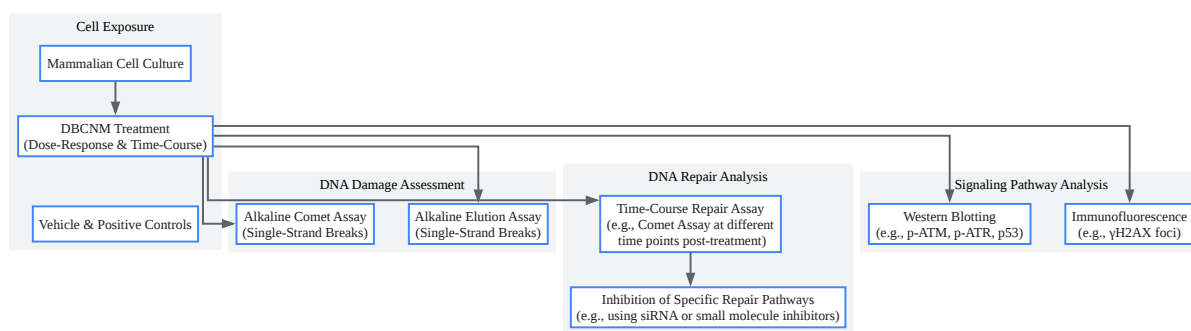 Cell Exposure
Mammalian Cell Culture
DBCNM Treatment
(Dose-Response & Time-Course)
Vehicle & Positive Controls
DNA Damage Assessment
Alkaline Comet Assay
(Single-Strand Breaks)
Alkaline Elution Assay
(Single-Strand Breaks)
DNA Repair Analysis
Time-Course Repair Assay
(e.g., Comet Assay at different
time points post-treatment)
Inhibition of Specific Repair Pathways
(e.g., using siRNA or small molecule inhibitors)
Signaling Pathway Analysis
Western Blotting
(e.g., p-ATM, p-ATR, p53)
Immunofluorescence
(e.g., γH2AX foci)